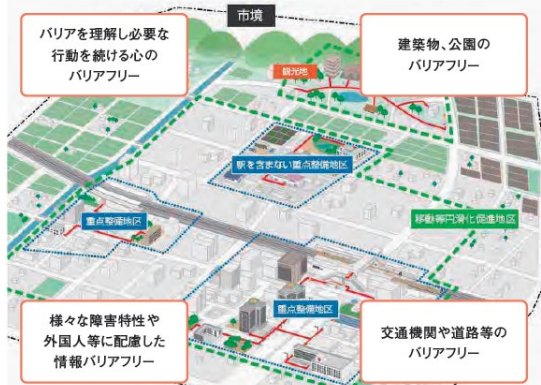 市境
バリアを理解し必要な
行動を続ける心の
バリアフリー
建築物、公園の
バリアフリー
観光地
駅を含まない重点整備地区
重点整備地区
移動等円滑化促進地区
重点整備地区
様々な障害特性や
外国人等に配慮した
情報バリアフリー
交通機関や道路等の
バリアフリー